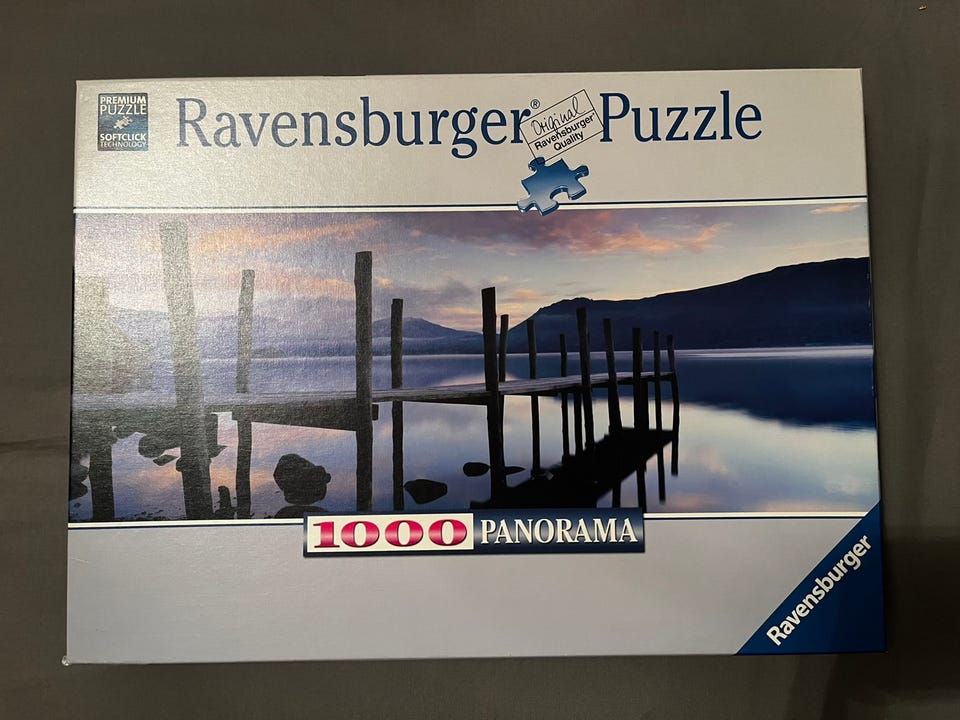 PREMIUM
PUZZLE
SOFTCLICK
TECHNOLOGY
Ravensburger® Puzzle
Original
Ravensburger®
Quality
1000 PANORAMA
Ravensburger